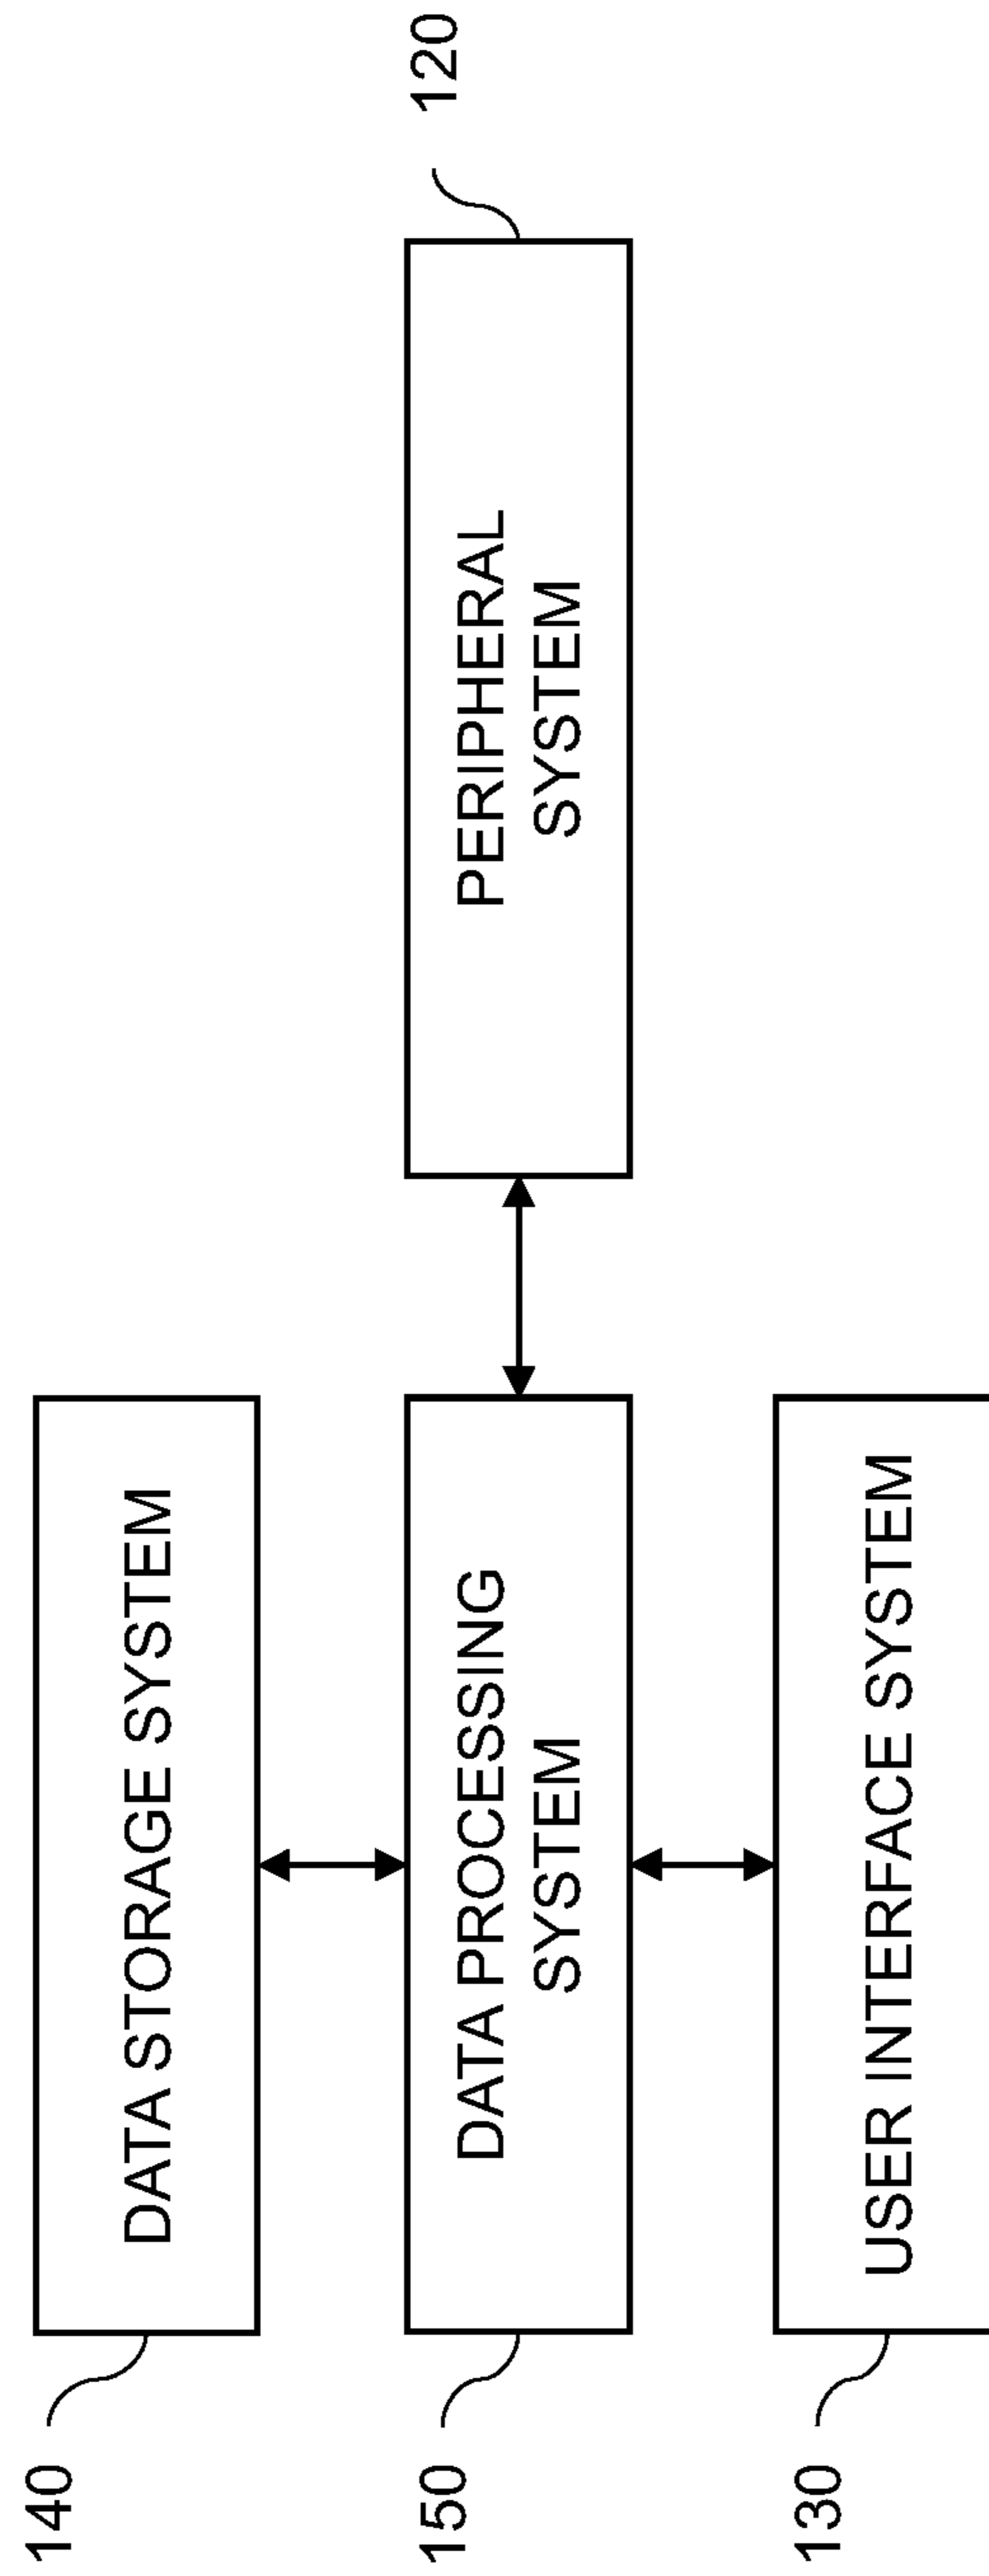 140
DATA STORAGE SYSTEM
150
DATA PROCESSING
SYSTEM
PERIPHERAL
SYSTEM
120
130
USER INTERFACE SYSTEM